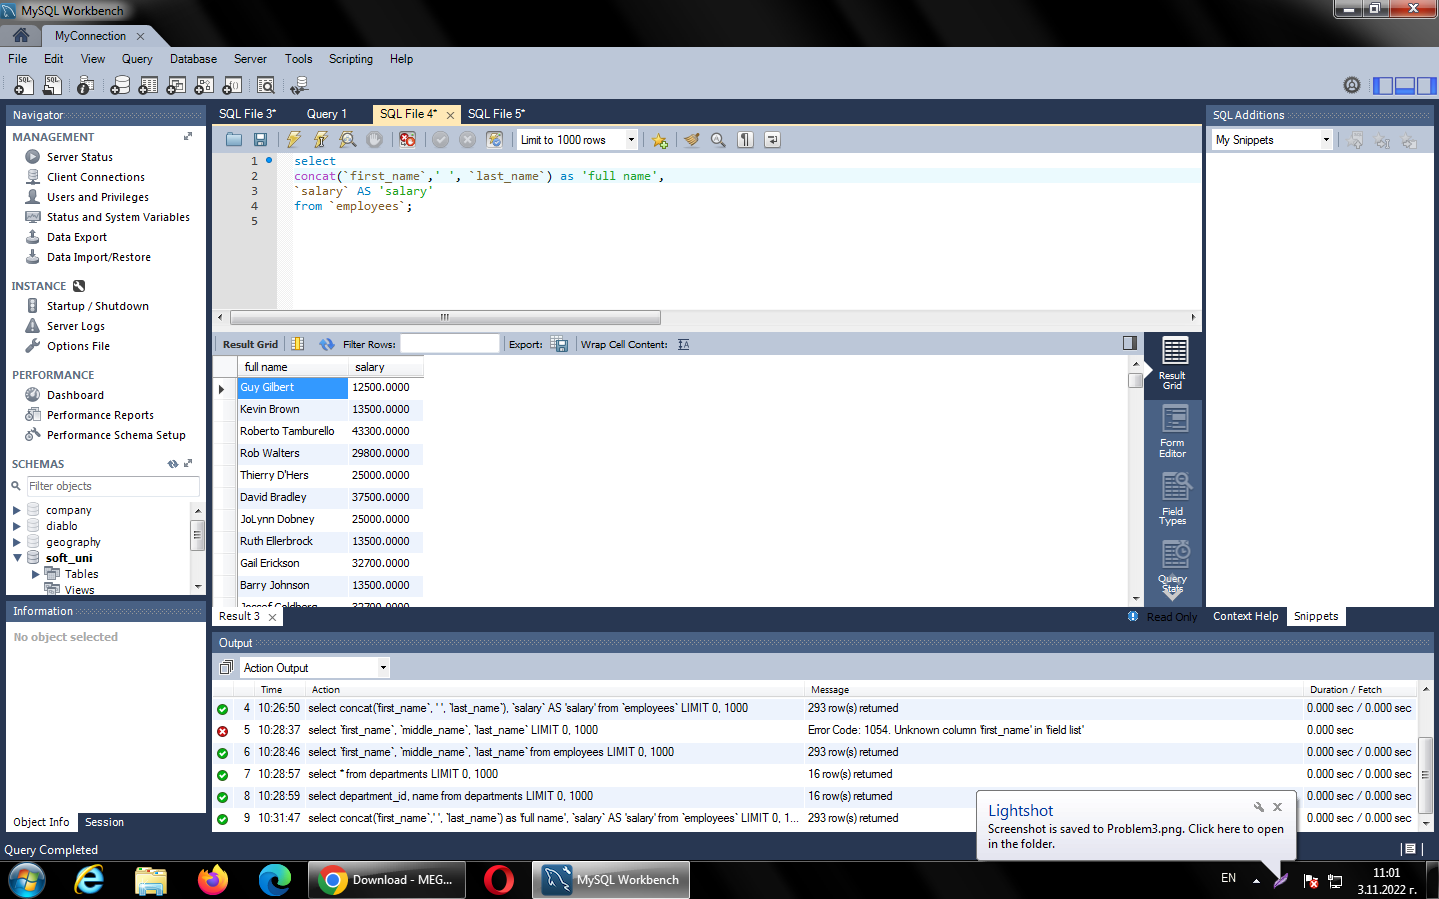 MySQL Workbench
MyConnection
File Edit View Query Database Server Tools Scripting Help
Navigator
MANAGEMENT
Server Status
Client Connections
Users and Privileges
Status and System Variables
Data Export
Data Import/Restore
INSTANCE
Startup / Shutdown
Server Logs
Options File
PERFORMANCE
Dashboard
Performance Reports
Performance Schema Setup
SCHEMAS
Filter objects
company
diablo
geography
soft_uni
Tables
Views
Information
No object selected
Object Info Session
SQL File 3* Query 1 SQL File 4* SQL File 5*
Limit to 1000 rows
1 select
2 concat(`first_name`,' ', `last_name`) as 'full name',
3 `salary` AS 'salary'
4 from `employees`;
5
Result Grid Filter Rows: Export: Wrap Cell Content:
full name salary
Guy Gilbert 12500.0000
Kevin Brown 13500.0000
Roberto Tamburello 43300.0000
Rob Walters 29800.0000
Thierry D'Hers 25000.0000
David Bradley 37500.0000
JoLynn Dobney 25000.0000
Ruth Ellerbrock 13500.0000
Gail Erickson 32700.0000
Barry Johnson 13500.0000
Result
Grid
Form
Editor
Field
Types
Query
Stats
Result 3
Read Only
SQL Additions
My Snippets
Context Help Snippets
Output
Action Output
Time Action Message Duration / Fetch
4 10:26:50 select concat(`first_name`, ' ', `last_name`), `salary` AS 'salary' from `employees` LIMIT 0, 1000 293 row(s) returned 0.000 sec / 0.000 sec
5 10:28:37 select `first_name`, `middle_name`, `last_name` LIMIT 0, 1000 Error Code: 1054. Unknown column 'first_name' in 'field list' 0.000 sec
6 10:28:46 select `first_name`, `middle_name`, `last_name` from employees LIMIT 0, 1000 293 row(s) returned 0.000 sec / 0.000 sec
7 10:28:57 select * from departments LIMIT 0, 1000 16 row(s) returned 0.000 sec / 0.000 sec
8 10:28:59 select department_id, name from departments LIMIT 0, 1000 16 row(s) returned 0.000 sec / 0.000 sec
9 10:31:47 select concat(`first_name`,' ', `last_name`) as 'full name', `salary` AS 'salary' from `employees` LIMIT 0, 1... 293 row(s) returned 0.000 sec / 0.000 sec
Lightshot
Screenshot is saved to Problem3.png. Click here to open
in the folder.
Query Completed
Download - MEG...
MySQL Workbench
EN
11:01
3.11.2022 г.